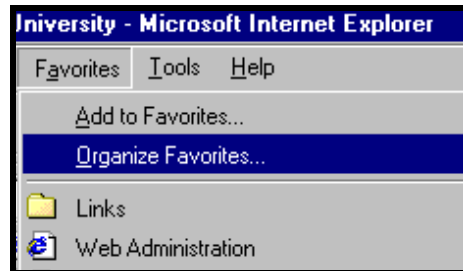 University - Microsoft Internet Explorer
Favorites Tools Help
Add to Favorites...
Organize Favorites...
Links
Web Administration